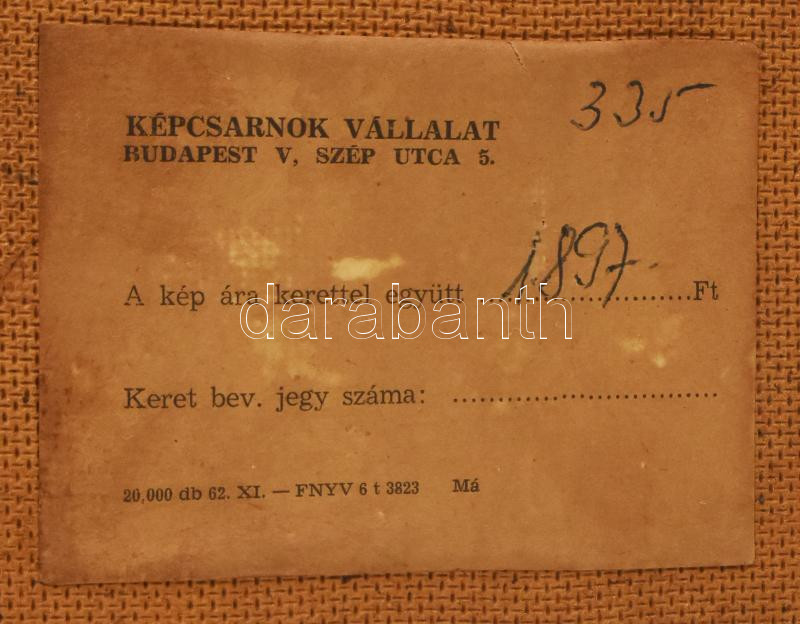 335
KÉPCSARNOK VÁLLALAT
BUDAPEST V, SZÉP UTCA 5.
A kép ára kerettel együtt 1897.Ft
darabanth
Keret bev. jegy száma: ..............................
20,000 db 62. XI. — FNYV 6 t 3823 Má